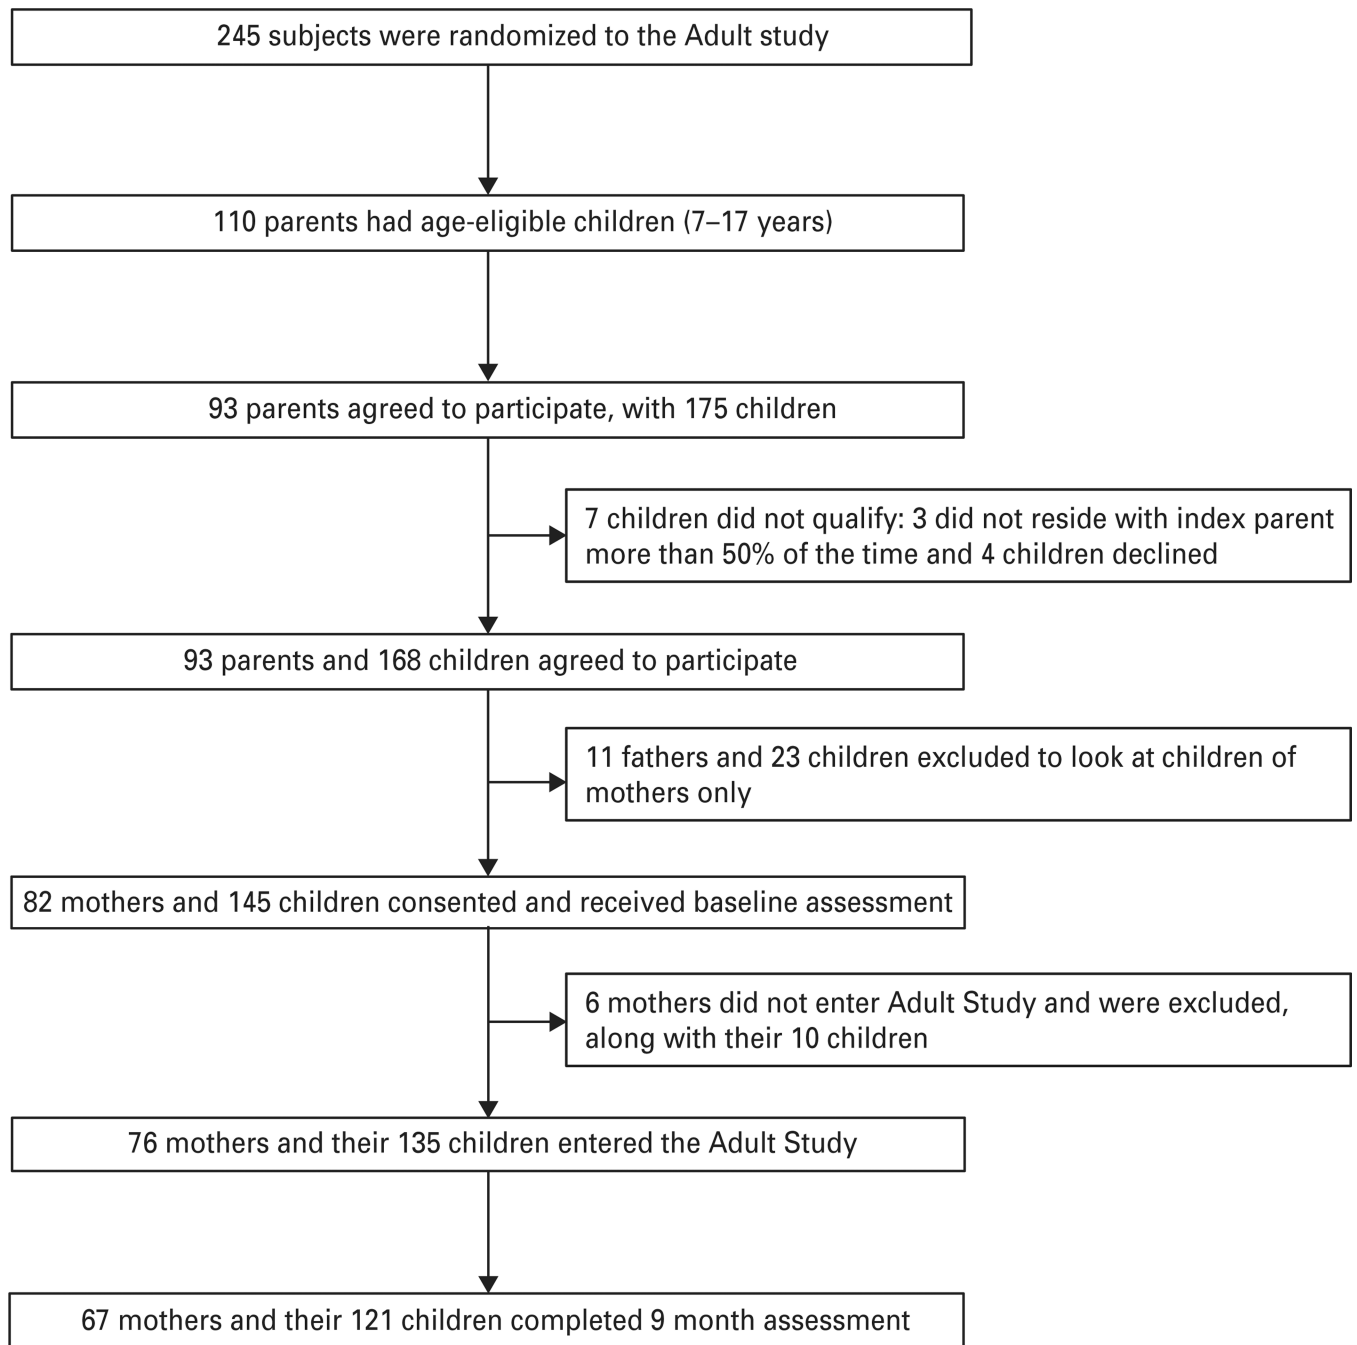 245 subjects were randomized to the Adult study
110 parents had age-eligible children (7–17 years)
93 parents agreed to participate, with 175 children
7 children did not qualify: 3 did not reside with index parent
more than 50% of the time and 4 children declined
93 parents and 168 children agreed to participate
11 fathers and 23 children excluded to look at children of
mothers only
82 mothers and 145 children consented and received baseline assessment
6 mothers did not enter Adult Study and were excluded,
along with their 10 children
76 mothers and their 135 children entered the Adult Study
67 mothers and their 121 children completed 9 month assessment